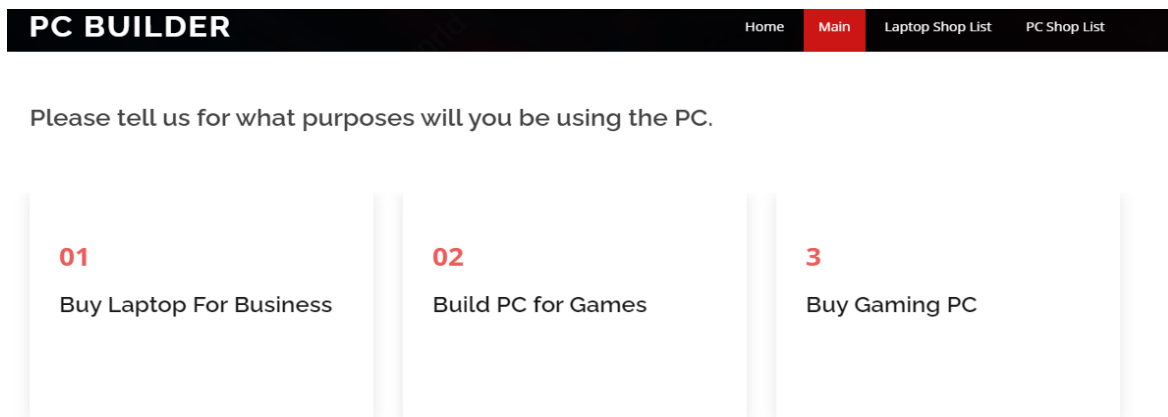 PC BUILDER
Home Main Laptop Shop List PC Shop List
Please tell us for what purposes will you be using the PC.
01
Buy Laptop For Business
02
Build PC for Games
3
Buy Gaming PC